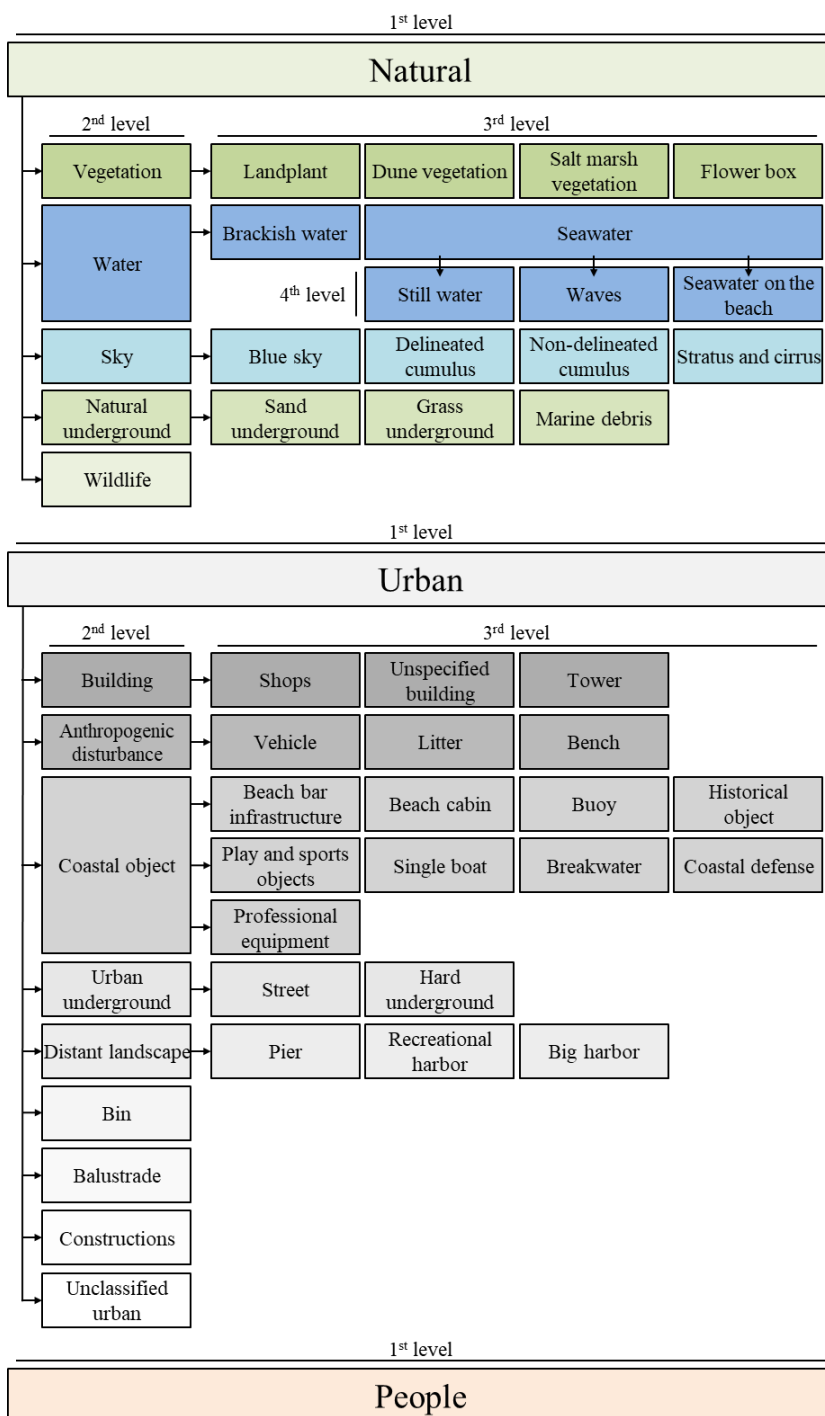 1st level
Natural
2nd level
3rd level
Vegetation
Landplant
Dune vegetation
Salt marsh
vegetation
Flower box
Water
Brackish water
Seawater
4th level
Still water
Waves
Seawater on the
beach
Sky
Blue sky
Delineated
cumulus
Non-delineated
cumulus
Stratus and cirrus
Natural
underground
Sand
underground
Grass
underground
Marine debris
Wildlife
1st level
Urban
2nd level
3rd level
Building
Shops
Unspecified
building
Tower
Anthropogenic
disturbance
Vehicle
Litter
Bench
Coastal object
Beach bar
infrastructure
Beach cabin
Buoy
Historical
object
Play and sports
objects
Single boat
Breakwater
Coastal defense
Professional
equipment
Urban
underground
Street
Hard
underground
Distant landscape
Pier
Recreational
harbor
Big harbor
Bin
Balustrade
Constructions
Unclassified
urban
1st level
People